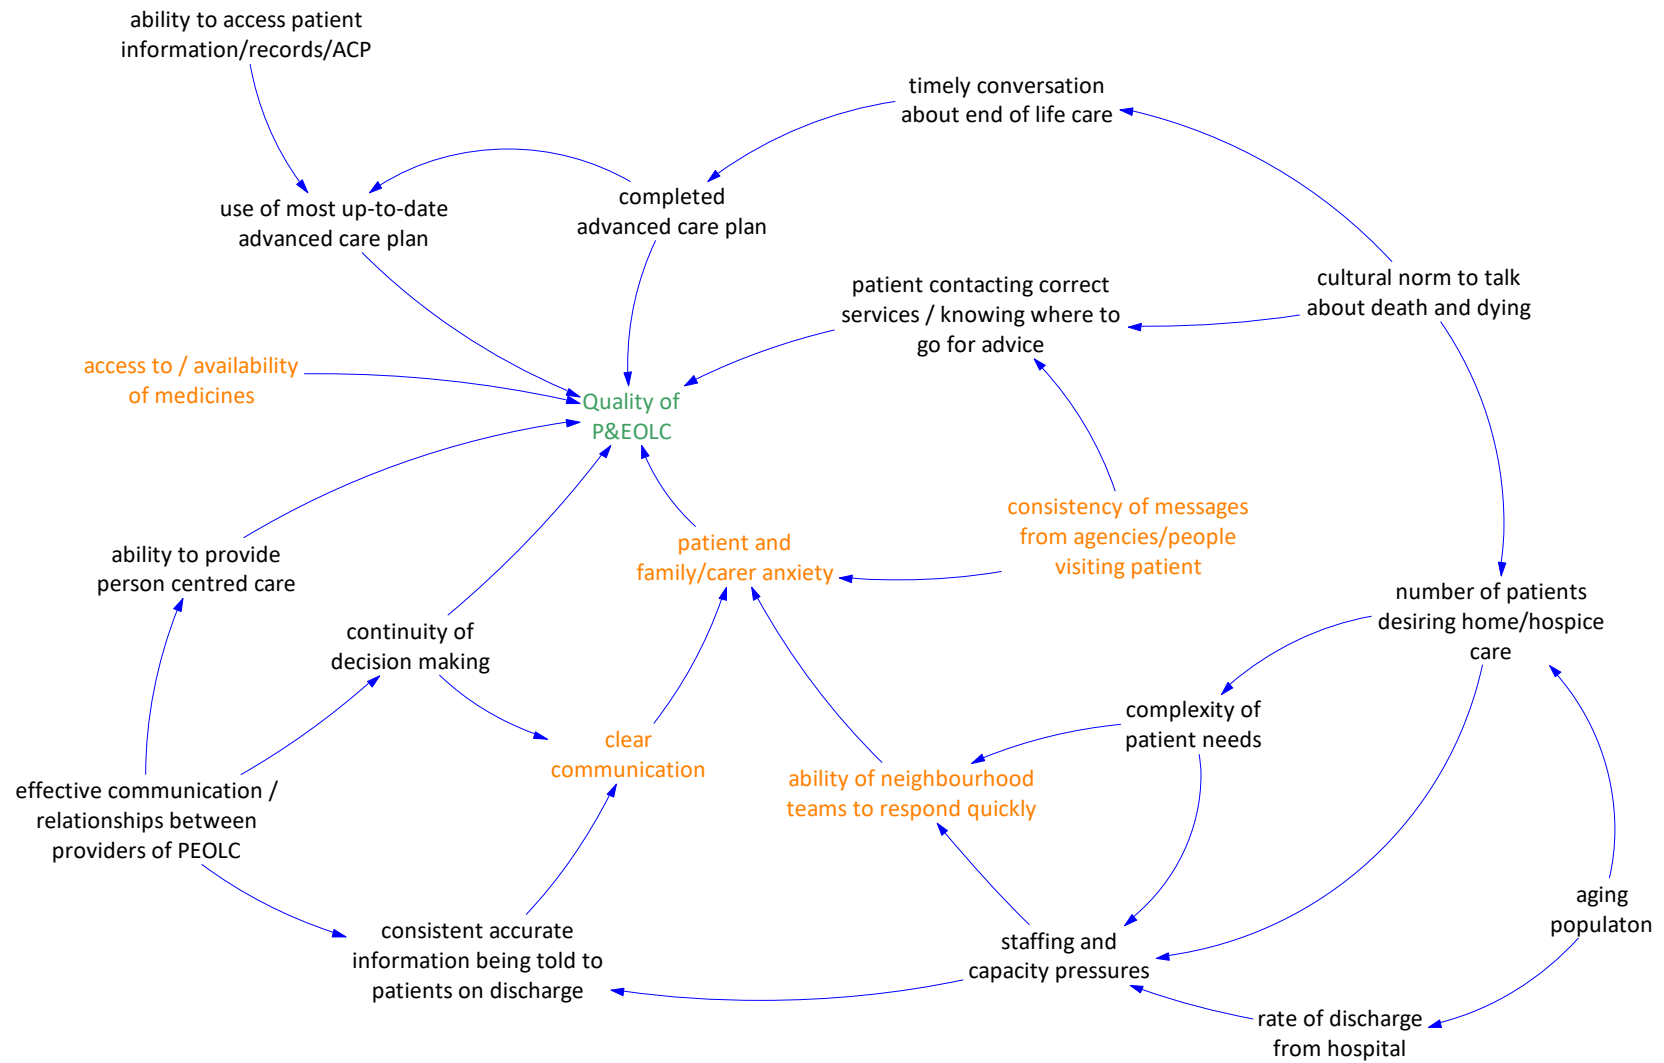 ability to access patient
information/records/ACP
timely conversation
about end of life care
completed
advanced care plan
use of most up-to-date
advanced care plan
cultural norm to talk
about death and dying
patient contacting correct
services / knowing where to
go for advice
access to / availability
of medicines
Quality of
P&EOLC
consistency of messages
from agencies/people
visiting patient
patient and
family/carer anxiety
ability to provide
person centred care
number of patients
desiring home/hospice
care
continuity of
decision making
complexity of
patient needs
clear
communication
ability of neighbourhood
teams to respond quickly
effective communication /
relationships between
providers of PEOLC
aging
populaton
consistent accurate
information being told to
patients on discharge
staffing and
capacity pressures
rate of discharge
from hospital